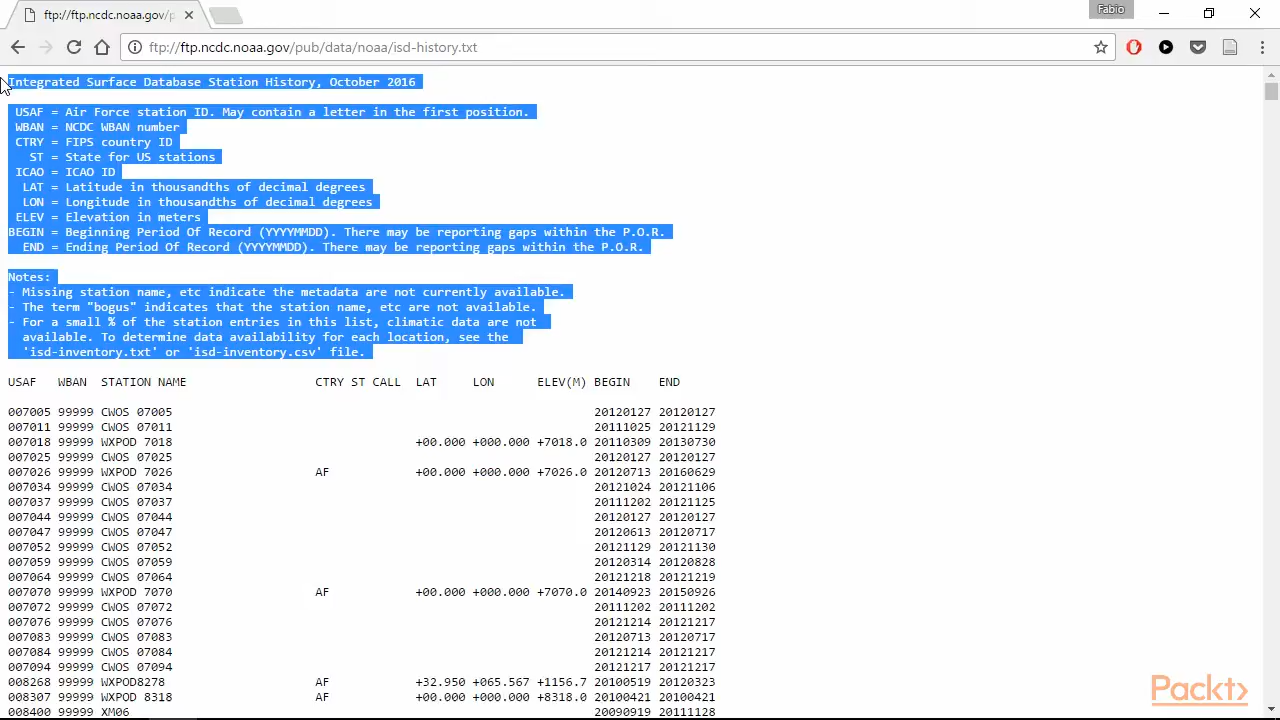 Fabio
ftp://ftp.ncdc.noaa.gov/p
ftp://ftp.ncdc.noaa.gov/pub/data/noaa/isd-history.txt
Integrated Surface Database Station History, October 2016
USAF = Air Force station ID. May contain a letter in the first position.
WBAN = NCDC WBAN number
CTRY = FIPS country ID
ST = State for US stations
ICAO = ICAO ID
LAT = Latitude in thousandths of decimal degrees
LON = Longitude in thousandths of decimal degrees
ELEV = Elevation in meters
BEGIN = Beginning Period Of Record (YYYYMMDD). There may be reporting gaps within the P.O.R.
END = Ending Period Of Record (YYYYMMDD). There may be reporting gaps within the P.O.R.
Notes:
- Missing station name, etc indicate the metadata are not currently available.
- The term "bogus" indicates that the station name, etc are not available.
- For a small % of the station entries in this list, climatic data are not
available. To determine data availability for each location, see the
'isd-inventory.txt' or 'isd-inventory.csv' file.
USAF WBAN STATION NAME CTRY ST CALL LAT LON ELEV(M) BEGIN END
007005 99999 CWOS 07005 20120127 20120127
007011 99999 CWOS 07011 20111025 20121129
007018 99999 WXPOD 7018 +00.000 +000.000 +7018.0 20110309 20130730
007025 99999 CWOS 07025 20120127 20120127
007026 99999 WXPOD 7026 AF +00.000 +000.000 +7026.0 20120713 20160629
007034 99999 CWOS 07034 20121024 20121106
007037 99999 CWOS 07037 20111202 20121125
007044 99999 CWOS 07044 20120127 20120127
007047 99999 CWOS 07047 20120613 20120717
007052 99999 CWOS 07052 20121129 20121130
007059 99999 CWOS 07059 20120314 20120828
007064 99999 CWOS 07064 20121218 20121219
007070 99999 WXPOD 7070 AF +00.000 +000.000 +7070.0 20140923 20150926
007072 99999 CWOS 07072 20111202 20111202
007076 99999 CWOS 07076 20121214 20121217
007083 99999 CWOS 07083 20120713 20120717
007084 99999 CWOS 07084 20121214 20121217
007094 99999 CWOS 07094 20121217 20121217
008268 99999 WXPOD8278 AF +32.950 +065.567 +1156.7 20100519 20120323
008307 99999 WXPOD 8318 AF +00.000 +000.000 +8318.0 20100421 20100421
008400 99999 XM06 20090919 20111128
Packt